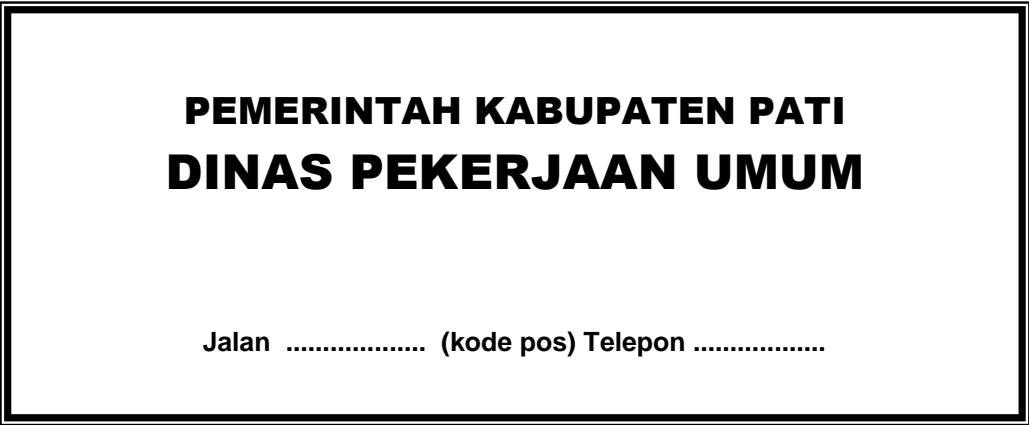 PEMERINTAH KABUPATEN PATI
DINAS PEKERJAAN UMUM
Jalan  ................... (kode pos) Telepon ..................